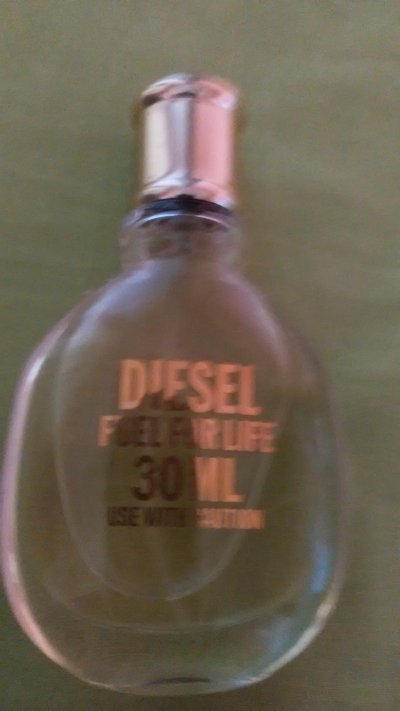 DIESEL
FUEL FOR LIFE
30 ML
USE WITH CAUTION